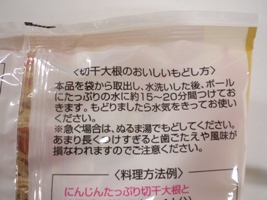 〈切干大根のおいしいもどし方〉
本品を袋から取出し、水洗いした後、ボール
にたっぷりの水に約15～20分間つけてお
きます。もどりましたら水気をきってお使い
ください。
※急ぐ場合は、ぬるま湯でもどしてください。
あまり長くつけすぎると歯ごたえや風味が
損なわれますのでご注意ください。
〈料理方法例〉
にんじんたっぷり切干大根と